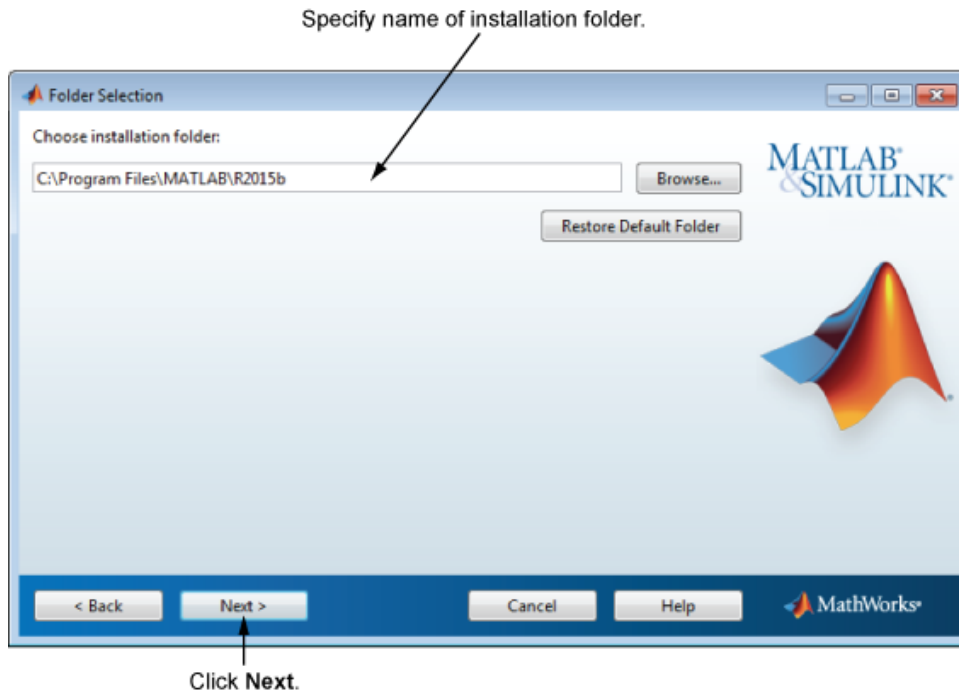 Specify name of installation folder.
Folder Selection
Choose installation folder:
C:\Program Files\MATLAB\R2015b
Browse...
Restore Default Folder
MATLAB®
&SIMULINK®
< Back
Next >
Cancel
Help
MathWorks®
Click Next.